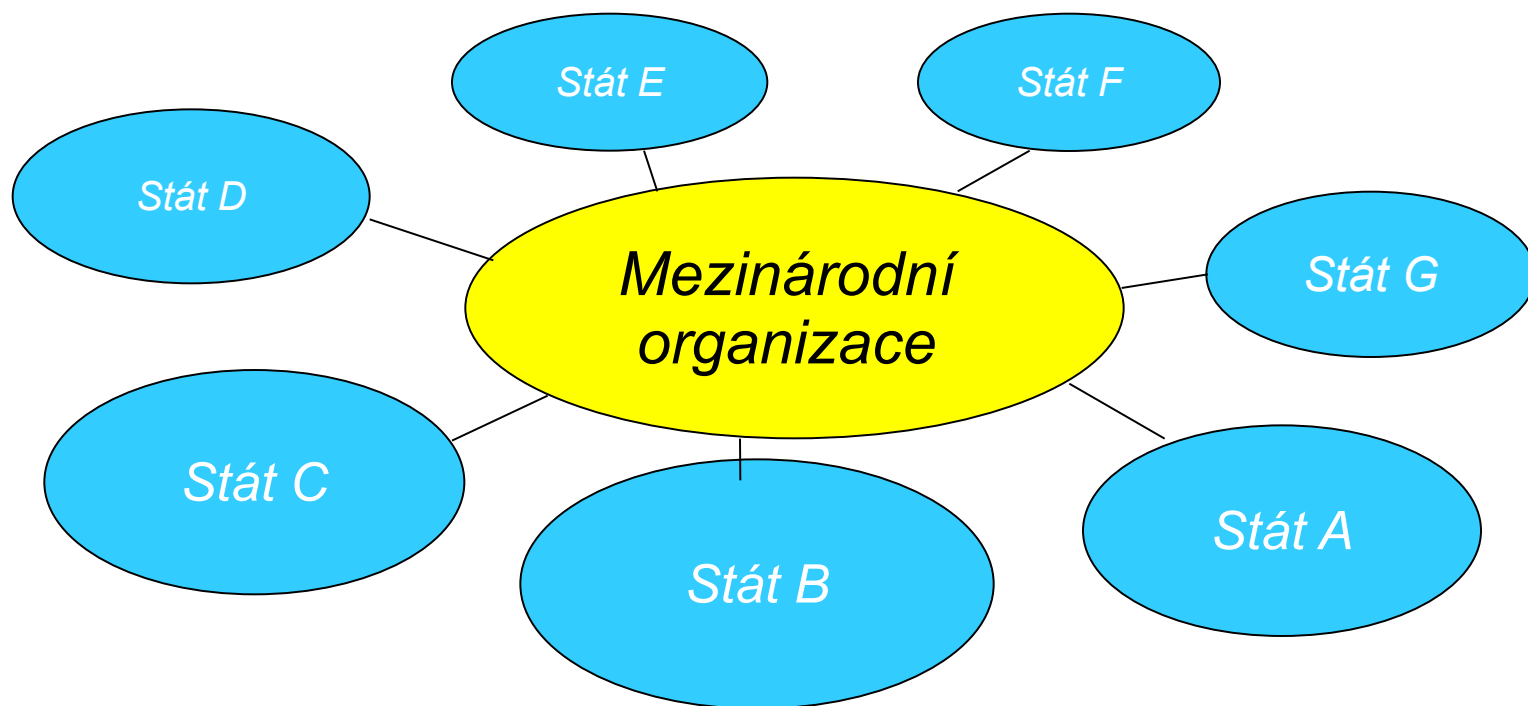 Stát E
Stát F
Stát D
Mezinárodní
organizace
Stát G
Stát C
Stát A
Stát B